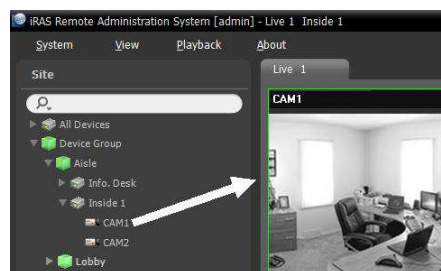 iRAS Remote Administration System [admin] - Live 1 Inside 1
System View Playback About
Site
Live 1
CAM1
All Devices
Device Group
Aisle
Info. Desk
Inside 1
CAM1
CAM2
Lobby